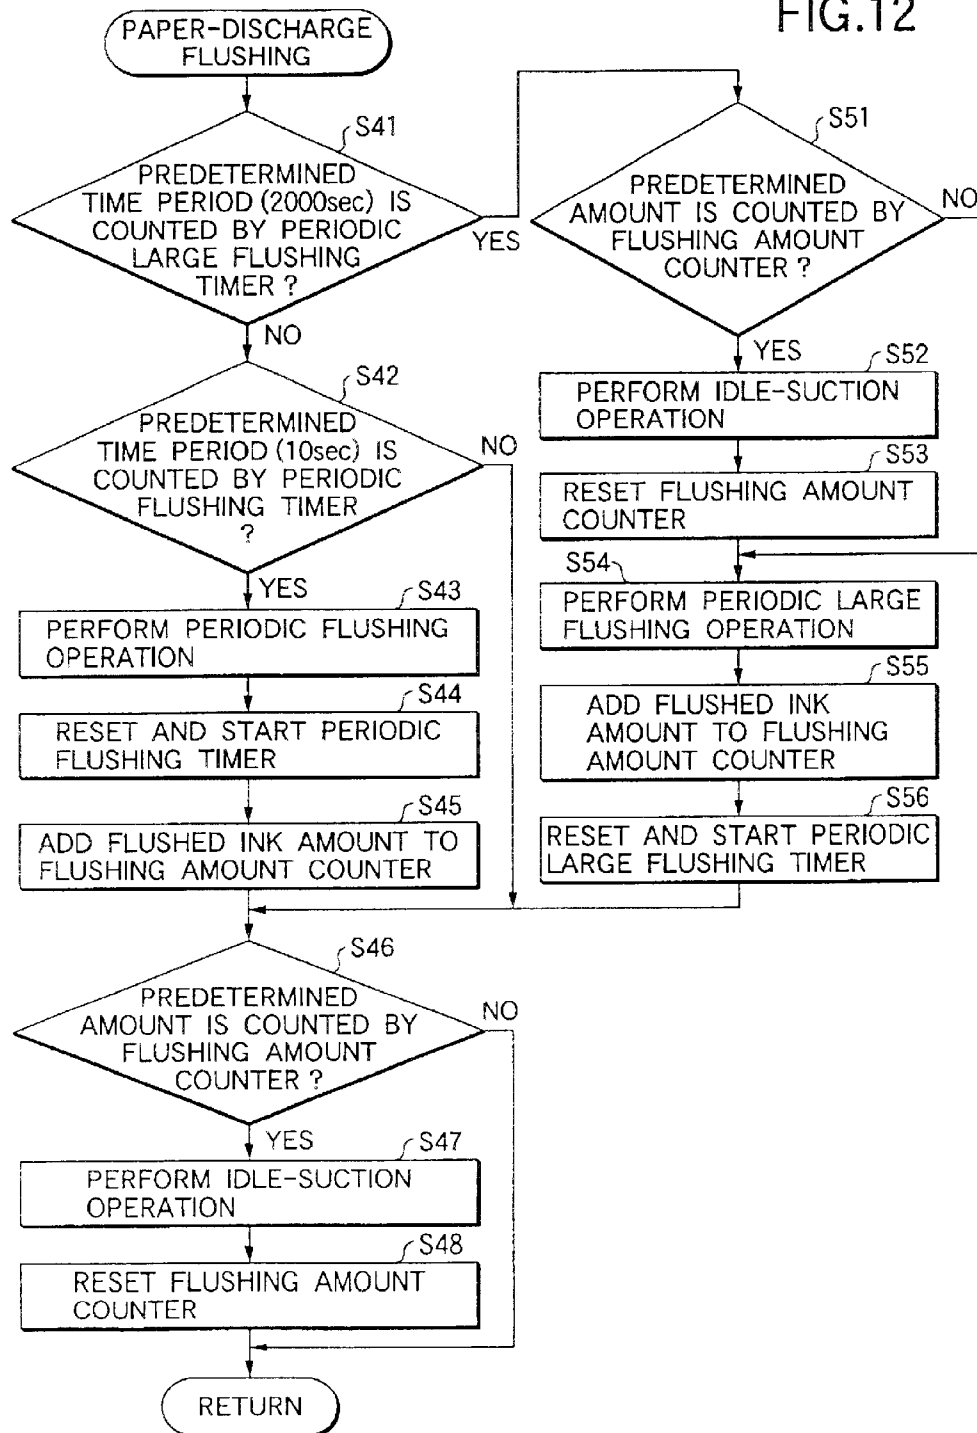 FIG.12
PAPER-DISCHARGE
FLUSHING
S41
PREDETERMINED
TIME PERIOD (2000sec) IS
COUNTED BY PERIODIC
LARGE FLUSHING
TIMER ?
YES
NO
S42
PREDETERMINED
TIME PERIOD (10sec) IS
COUNTED BY PERIODIC
FLUSHING TIMER
?
NO
YES
S43
PERFORM PERIODIC FLUSHING
OPERATION
S44
RESET AND START PERIODIC
FLUSHING TIMER
S45
ADD FLUSHED INK AMOUNT TO
FLUSHING AMOUNT COUNTER
S51
PREDETERMINED
AMOUNT IS COUNTED BY
FLUSHING AMOUNT
COUNTER ?
NO
YES
S52
PERFORM IDLE-SUCTION
OPERATION
S53
RESET FLUSHING AMOUNT
COUNTER
S54
PERFORM PERIODIC LARGE
FLUSHING OPERATION
S55
ADD FLUSHED INK
AMOUNT TO FLUSHING
AMOUNT COUNTER
S56
RESET AND START PERIODIC
LARGE FLUSHING TIMER
S46
PREDETERMINED
AMOUNT IS COUNTED BY
FLUSHING AMOUNT
COUNTER ?
NO
YES
S47
PERFORM IDLE-SUCTION
OPERATION
S48
RESET FLUSHING AMOUNT
COUNTER
RETURN